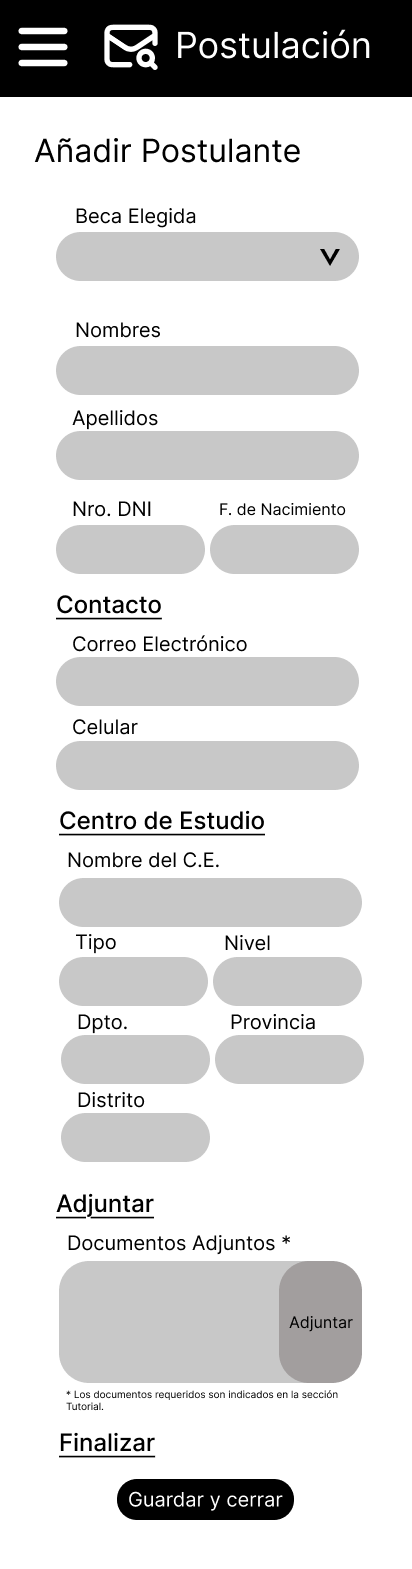 Postulación
Añadir Postulante
Beca Elegida
Nombres
Apellidos
Nro. DNI
F. de Nacimiento
Contacto
Correo Electrónico
Celular
Centro de Estudio
Nombre del C.E.
Tipo
Nivel
Dpto.
Provincia
Distrito
Adjuntar
Documentos Adjuntos *
Adjuntar
* Los documentos requeridos son indicados en la sección
Tutorial.
Finalizar
Guardar y cerrar